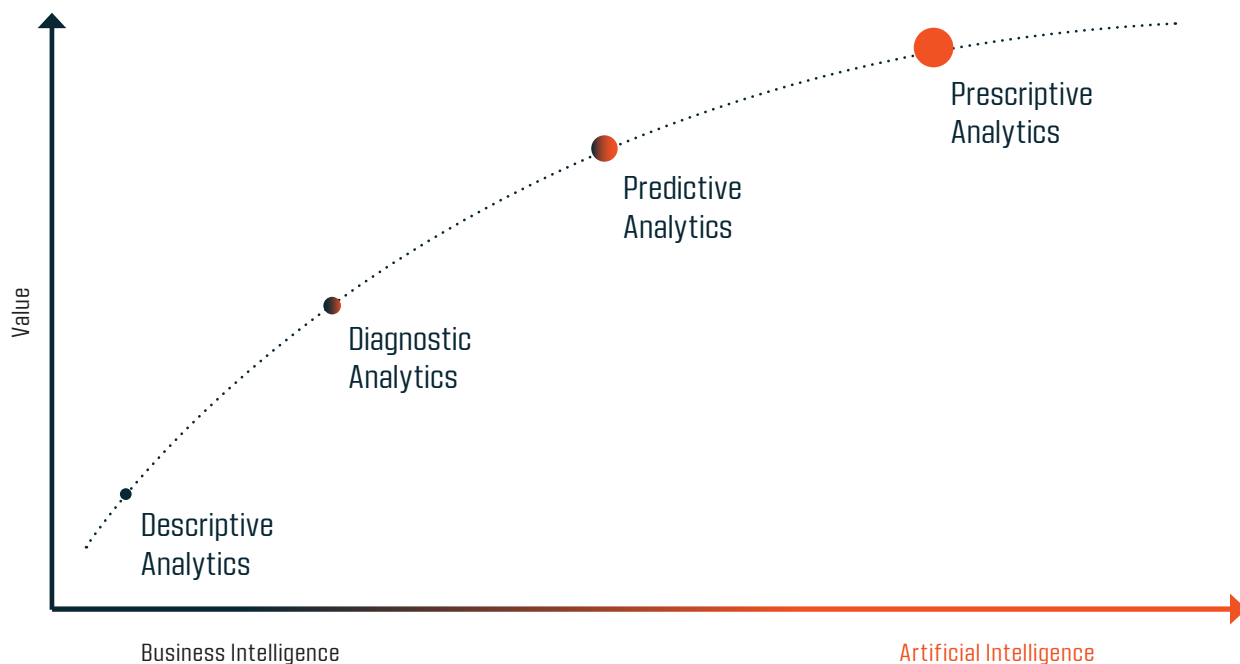 Prescriptive
Analytics
Predictive
Analytics
Value
Diagnostic
Analytics
Descriptive
Analytics
Business Intelligence
Artificial Intelligence